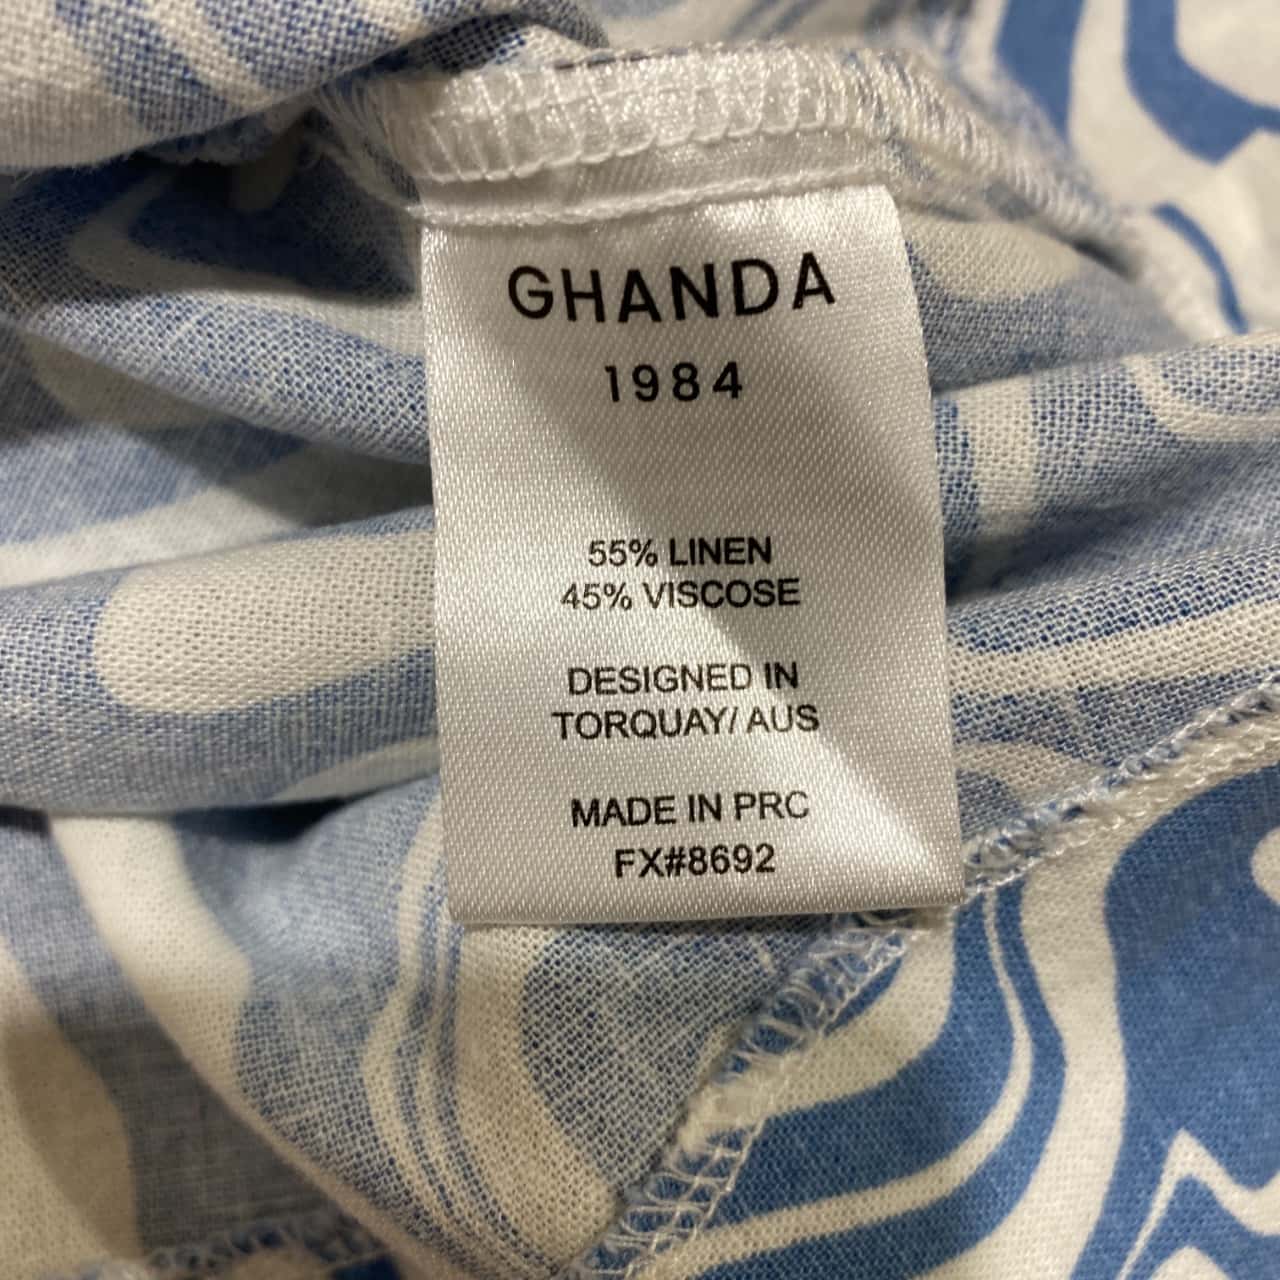 GHANDA
1984
55% LINEN
45% VISCOSE
DESIGNED IN
TORQUAY/ AUS
MADE IN PRC
FX#8692